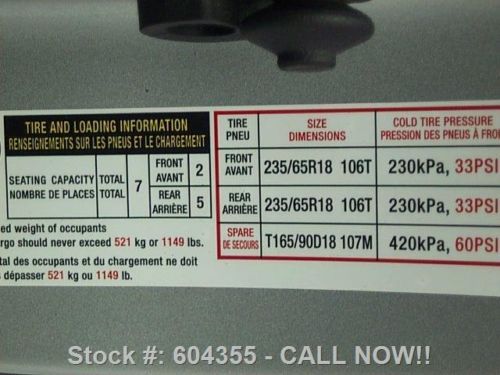 TIRE AND LOADING INFORMATION
RENSEIGNEMENTS SUR LES PNEUS ET LE CHARGEMENT
SEATING CAPACITY
NOMBRE DE PLACES
TOTAL
TOTAL
7
FRONT
AVANT
2
REAR
ARRIÈRE
5
ed weight of occupants
rgo should never exceed 521 kg or 1149 lbs.
tal des occupants et du chargement ne doit
s dépasser 521 kg ou 1149 lb.
TIRE
PNEU
SIZE
DIMENSIONS
COLD TIRE PRESSURE
PRESSION DES PNEUS À FROI
FRONT
AVANT
235/65R18 106T
230kPa, 33PSI
REAR
ARRIÈRE
235/65R18 106T
230kPa, 33PSI
SPARE
DE SECOURS
T165/90D18 107M
420kPa, 60PSI
Stock #: 604355 - CALL NOW!!